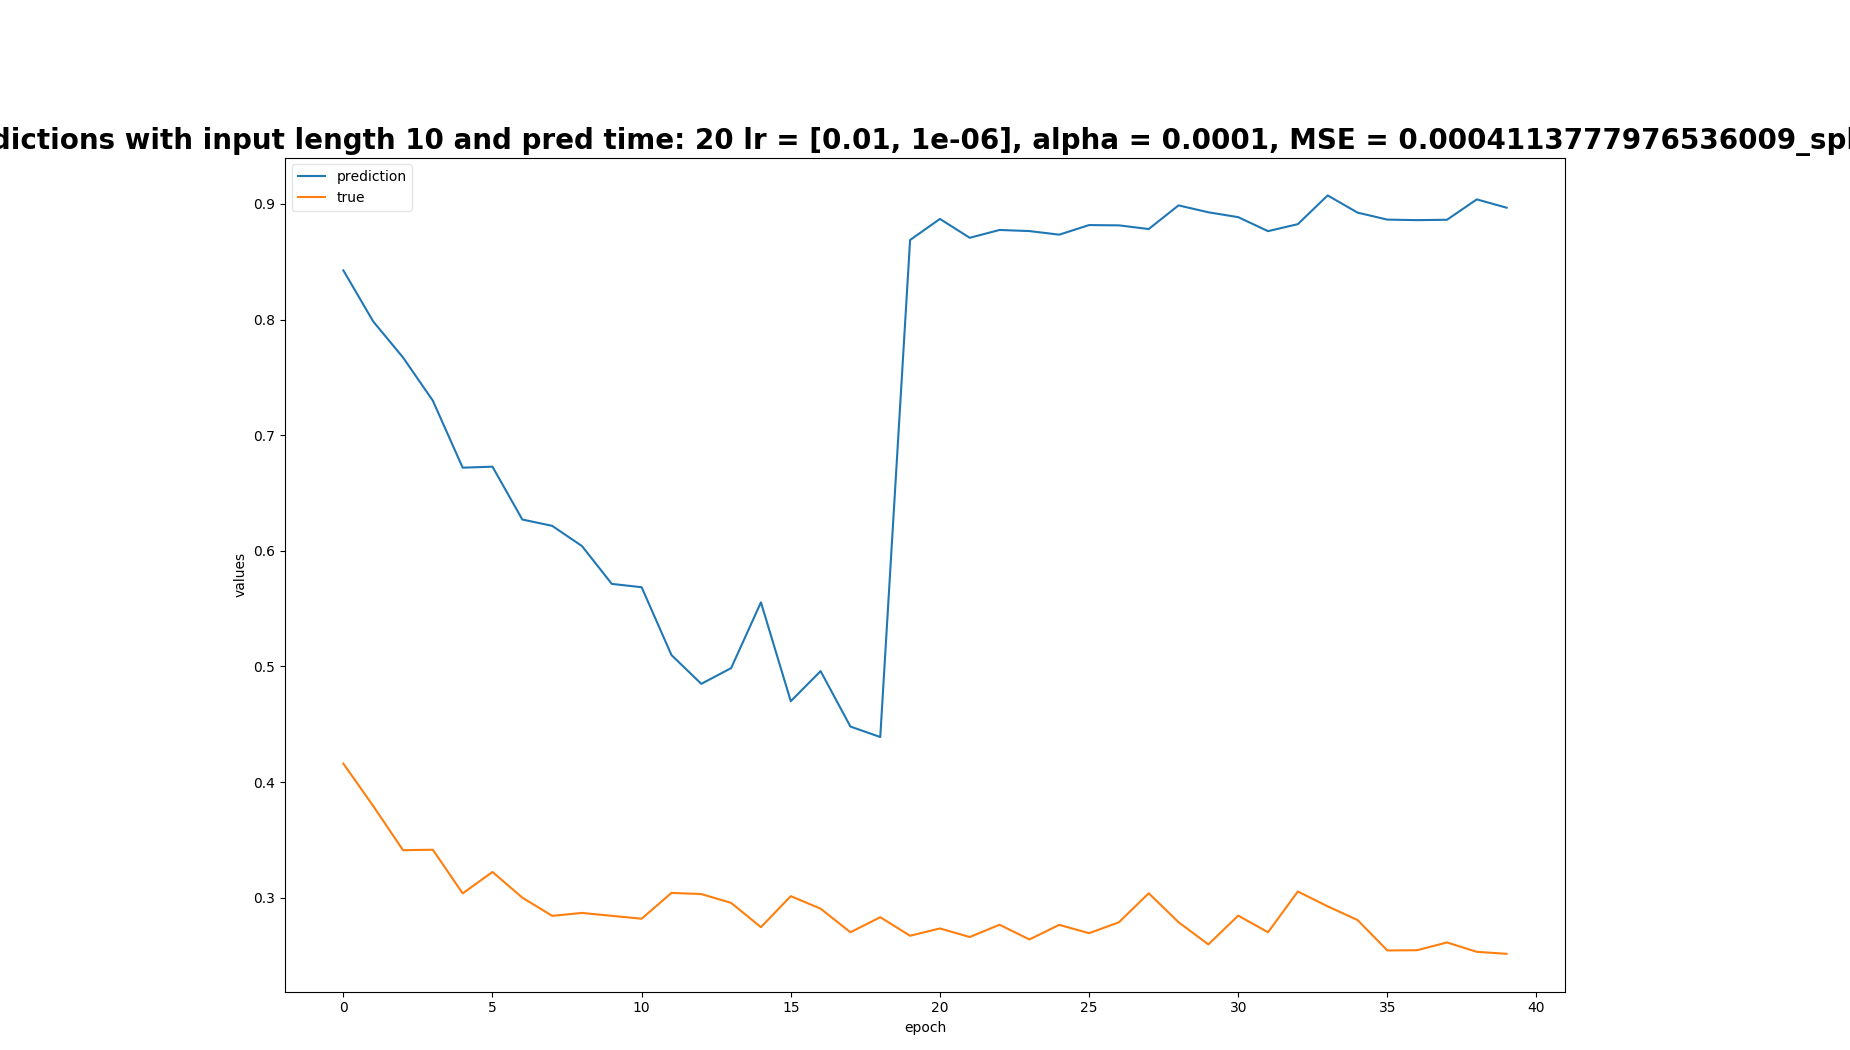 dictions with input length 10 and pred time: 20 lr = [0.01, 1e-06], alpha = 0.0001, MSE = 0.0004113777976536009_spl
prediction
true
0.9
0.8
0.7
0.6
0.5
0.4
0.3
values
0 5 10 15 20 25 30 35 40
epoch